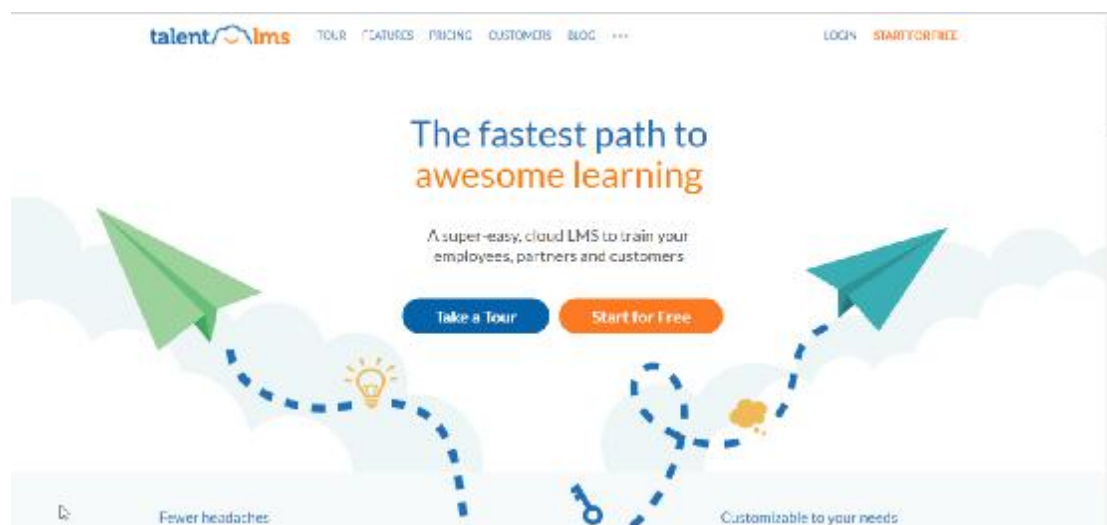 talentlms TOUR FEATURES PRICING CUSTOMERS BLOG ··· LOGIN START FOR FREE
The fastest path to
awesome learning
A super-easy, cloud LMS to train your
employees, partners and customers
Take a Tour Start for Free
Fewer headaches Customizable to your needs